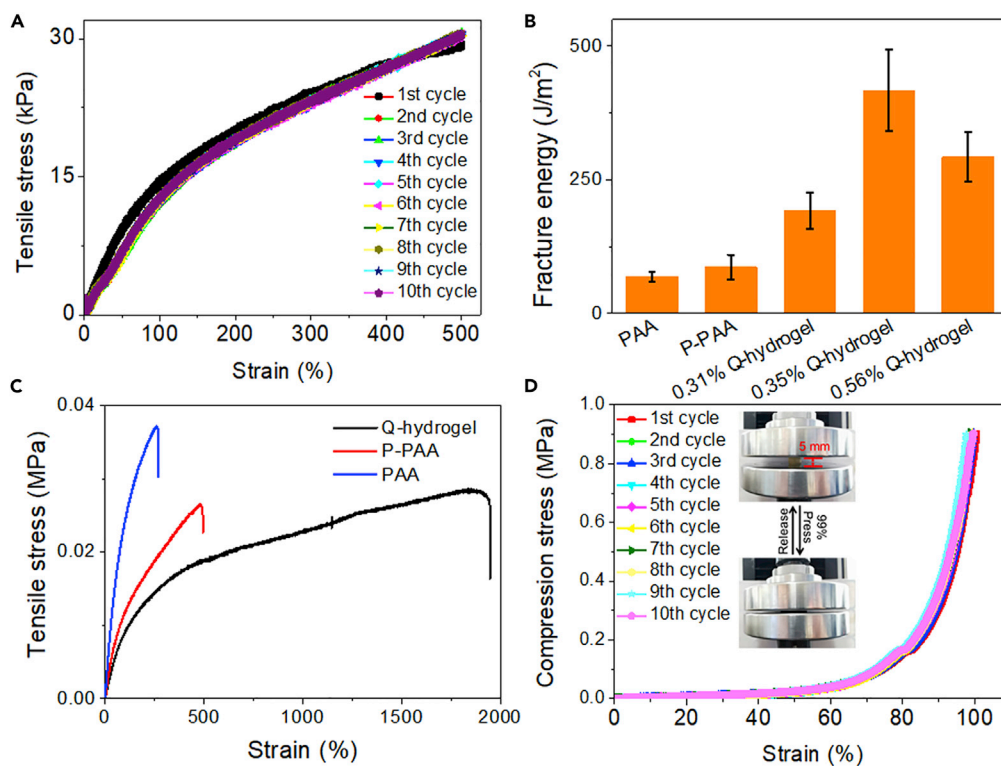 A
Tensile stress (kPa)
30
15
0
1st cycle
2nd cycle
3rd cycle
4th cycle
5th cycle
6th cycle
7th cycle
8th cycle
9th cycle
10th cycle
0 100 200 300 400 500
Strain (%)
B
Fracture energy (J/m²)
500
250
0
PAA
P-PAA
0.31% Q-hydrogel
0.35% Q-hydrogel
0.56% Q-hydrogel
C
Tensile stress (MPa)
0.04
0.02
0.00
Q-hydrogel
P-PAA
PAA
0 500 1000 1500 2000
Strain (%)
D
Compression stress (MPa)
1.0
0.8
0.6
0.4
0.2
0.0
1st cycle
2nd cycle
3rd cycle
4th cycle
5th cycle
6th cycle
7th cycle
8th cycle
9th cycle
10th cycle
5 mm
Release
Press
99%
0 20 40 60 80 100
Strain (%)